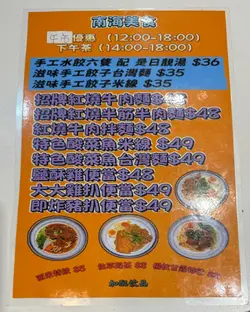 南海美食
午市優惠 (12:00-18:00)
下午茶 (14:00-18:00)
手工水餃六隻 配 是日靚湯 $36
滋味手工餃子台灣麵 $35
滋味手工餃子米線 $35
招牌紅燒牛肉麵$48
招牌紅燒牛筋牛肉麵$48
紅燒牛肉拌麵$48
特色酸菜魚米線 $49
特色酸菜魚台灣麵$49
鹽酥雞便當$48
大大雞扒便當$49
即炸豬扒便當$49
$35
$48